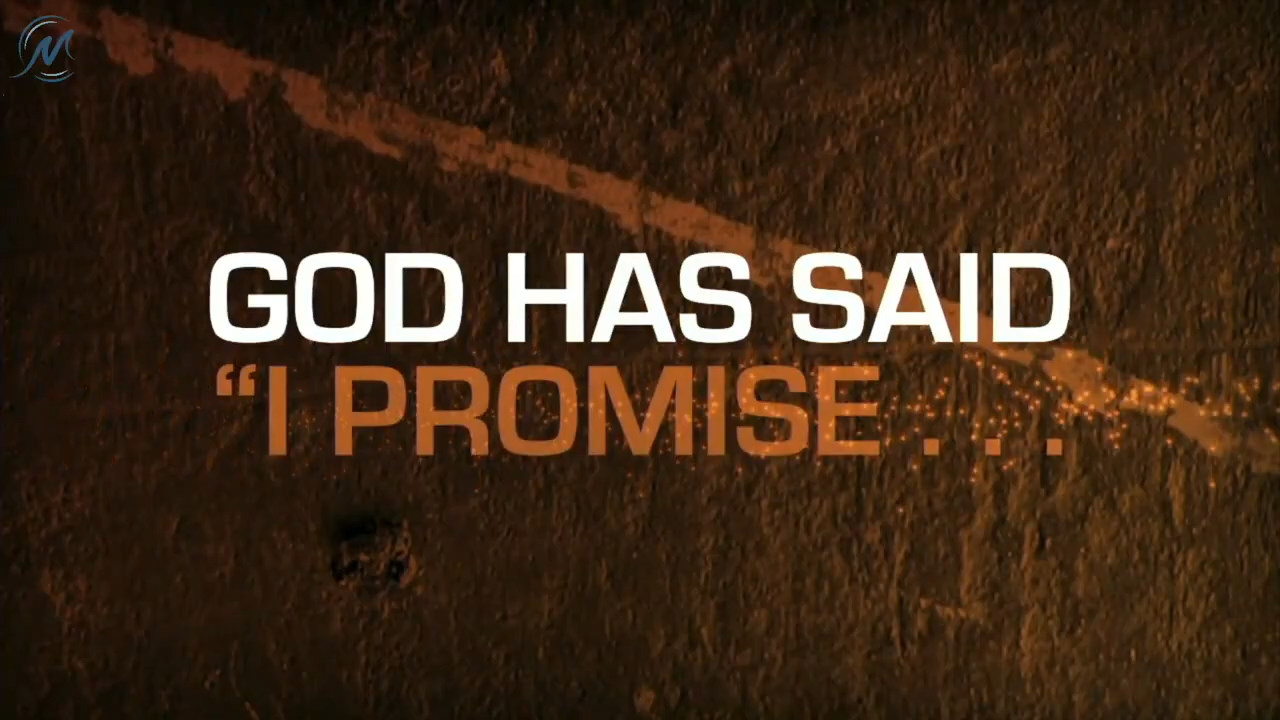 GOD HAS SAID
“I PROMISE . . .